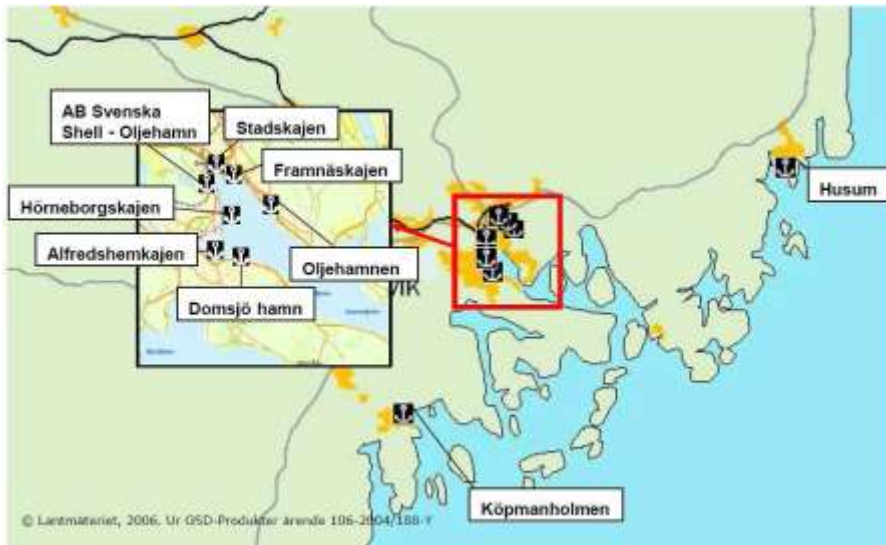 AB Svenska
Shell - Oljehamn
Stadskajen
Framnäskajen
Husum
Hörneborgskajen
Alfredshemkajen
Oljehamnen
VIK
Domsjö hamn
Köpmanholmen
© Lantmäteriet, 2006. Ur GSD-Produkter ärende 106-2004/188-Y